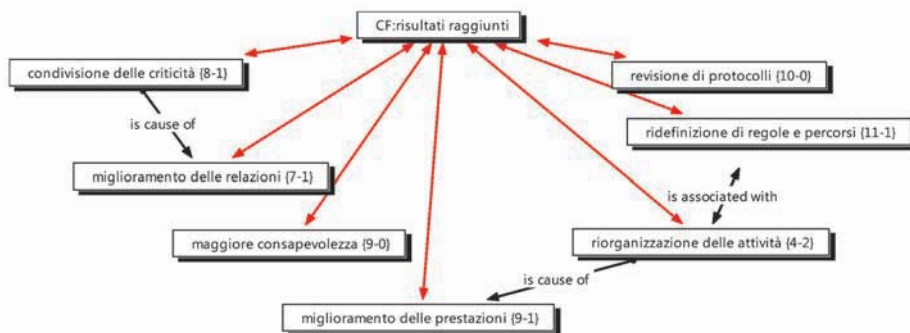 CF:risultati raggiunti
condivisione delle criticità {8-1}
revisione di protocolli {10-0}
is cause of
ridefinizione di regole e percorsi {11-1}
miglioramento delle relazioni {7-1}
is associated with
maggiore consapevolezza {9-0}
riorganizzazione delle attività {4-2}
is cause of
miglioramento delle prestazioni {9-1}